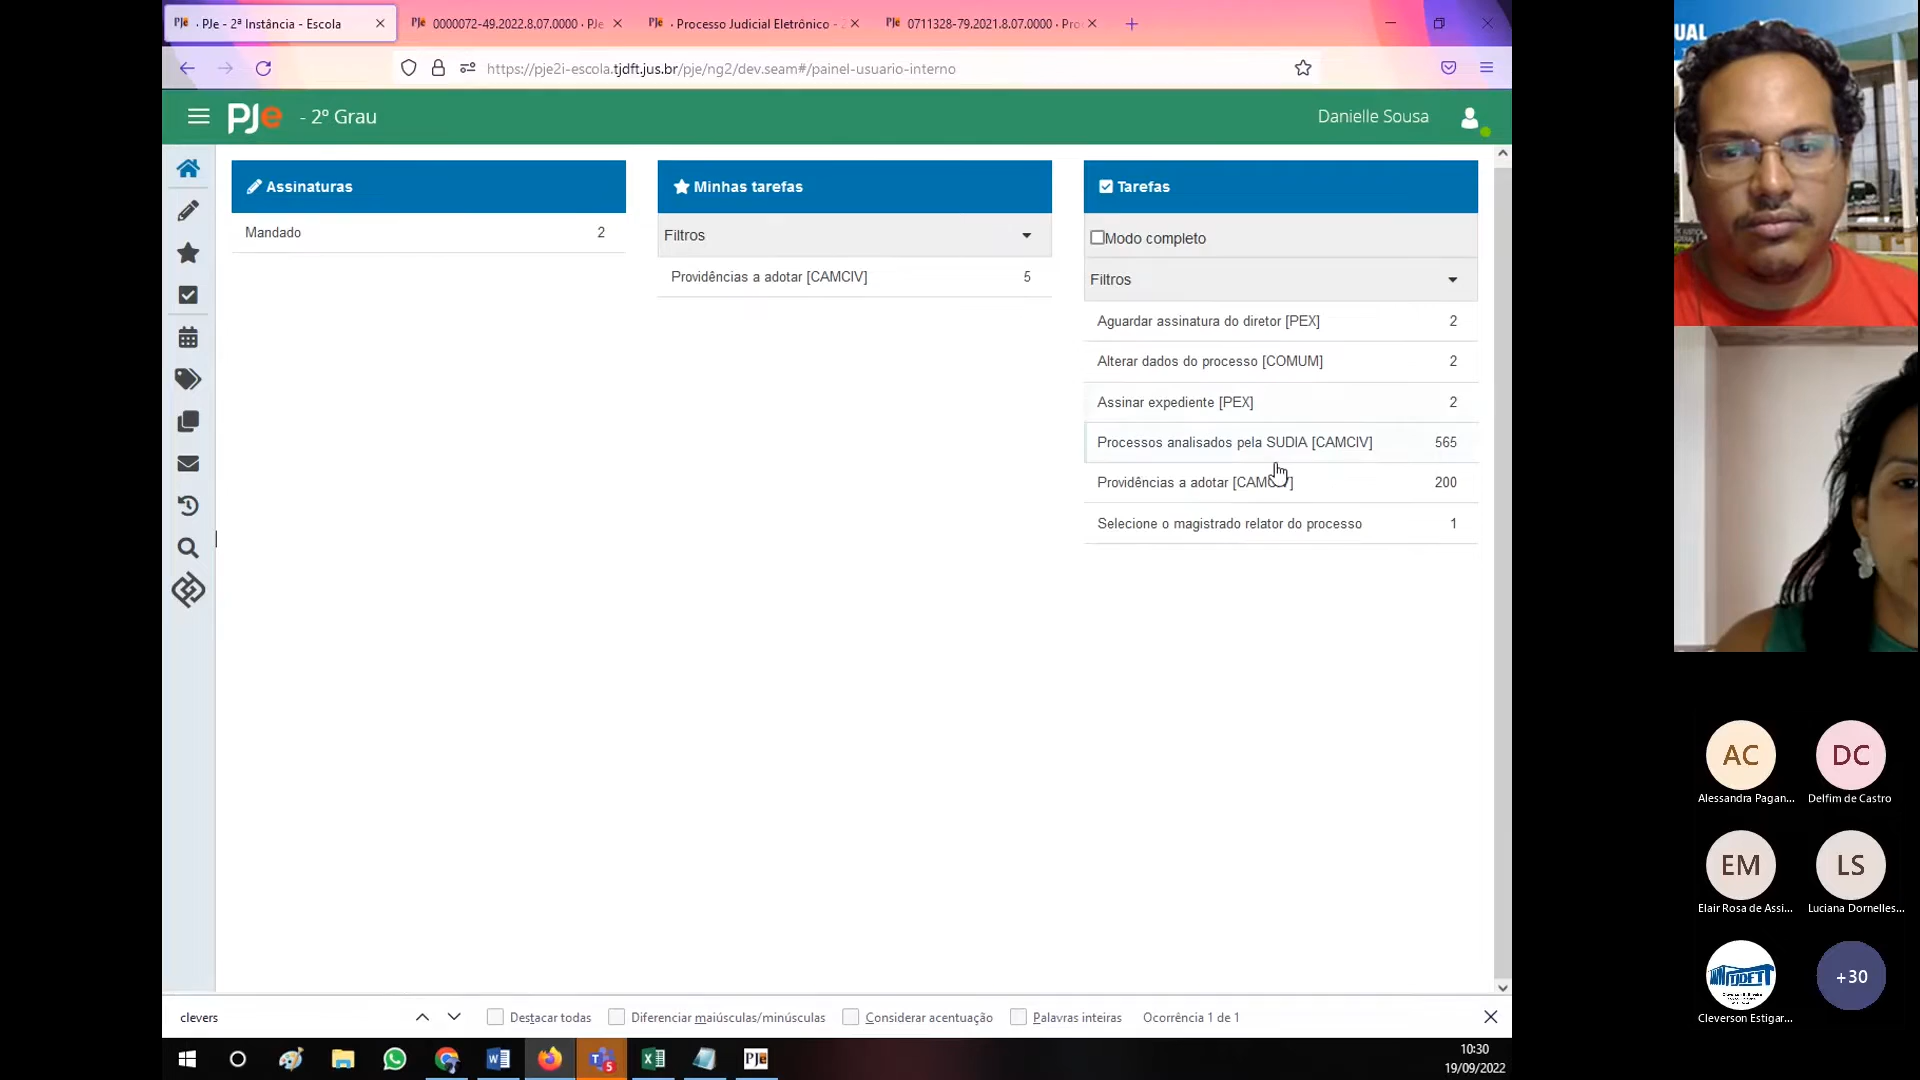 PJe - 2ª Instância - Escola
0000072-49.2022.8.07.0000 · PJe
Processo Judicial Eletrônico - 2
0711328-79.2021.8.07.0000 · Pro
https://pje2i-escola.tjdft.jus.br/pje/ng2/dev.seam#/painel-usuario-interno
PJe - 2º Grau
Danielle Sousa
Assinaturas
Mandado 2
Minhas tarefas
Filtros
Providências a adotar [CAMCIV] 5
Tarefas
Modo completo
Filtros
Aguardar assinatura do diretor [PEX] 2
Alterar dados do processo [COMUM] 2
Assinar expediente [PEX] 2
Processos analisados pela SUDIA [CAMCIV] 565
Providências a adotar [CAMCIV] 200
Selecione o magistrado relator do processo 1
UAL
AC
DC
Alessandra Pagan...
Delfim de Castro
EM
LS
Elair Rosa de Assi...
Luciana Dornelles...
TJDFT
+30
Cleverson Estigar...
clevers
Destacar todas
Diferenciar maiúsculas/minúsculas
Considerar acentuação
Palavras inteiras
Ocorrência 1 de 1
5
PJe
10:30
19/09/2022